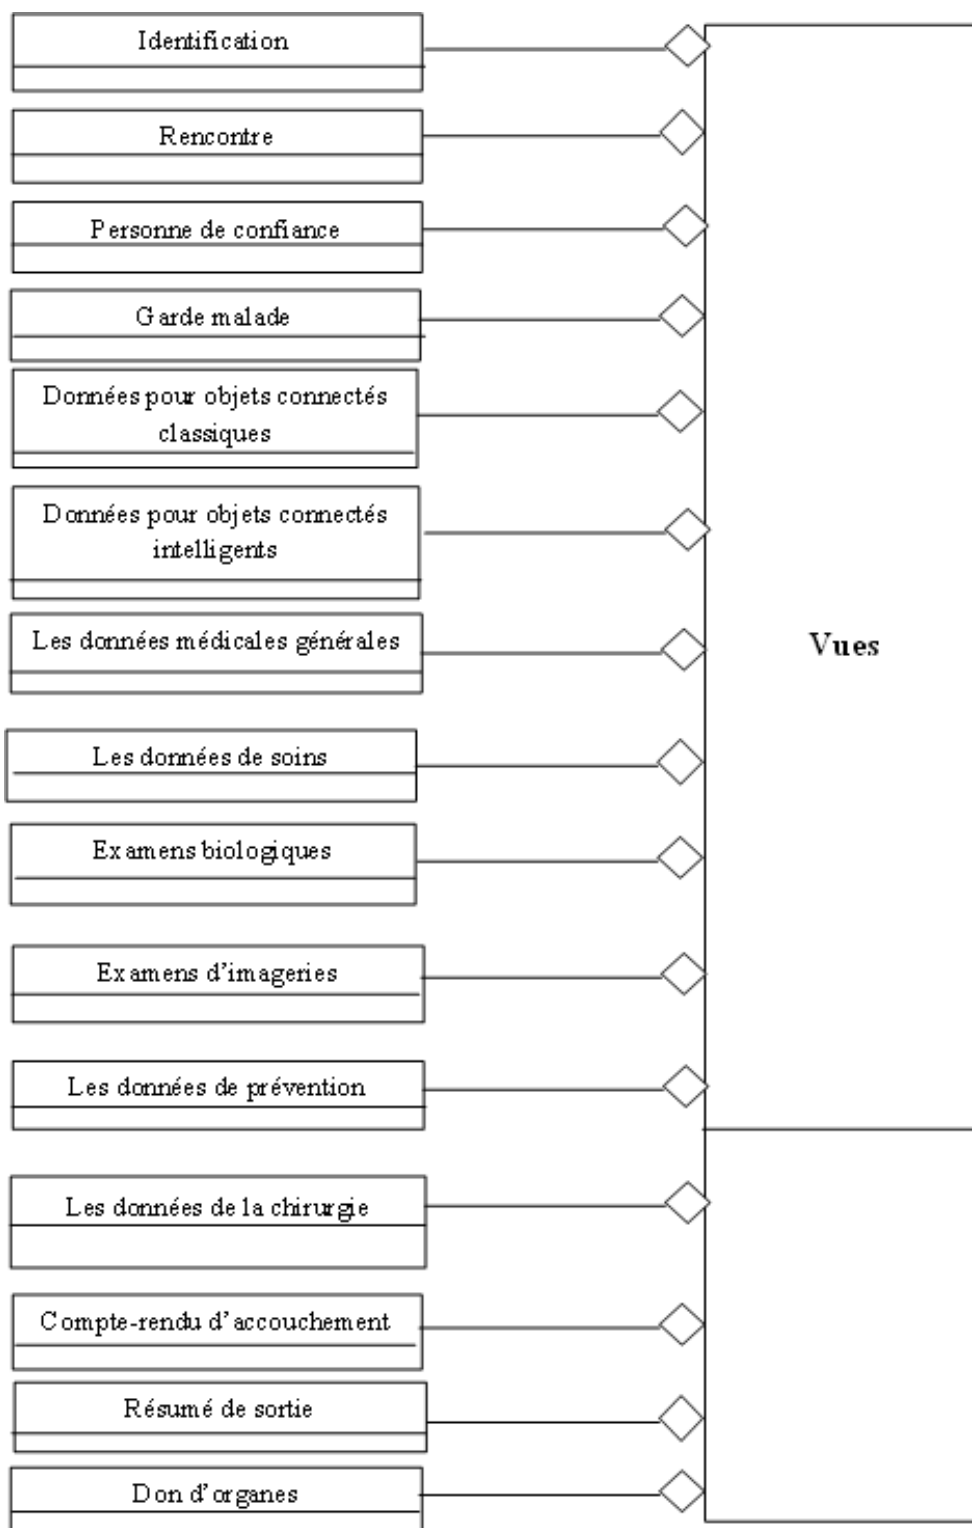 Identification
Rencontre
Personne de confiance
Garde malade
Données pour objets connectés
classiques
Données pour objets connectés
intelligents
Les données médicales générales
Vues
Les données de soins
Examens biologiques
Examens d'imageries
Les données de prévention
Les données de la chirurgie
Compte-rendu d'accouchement
Résumé de sortie
Don d'organes